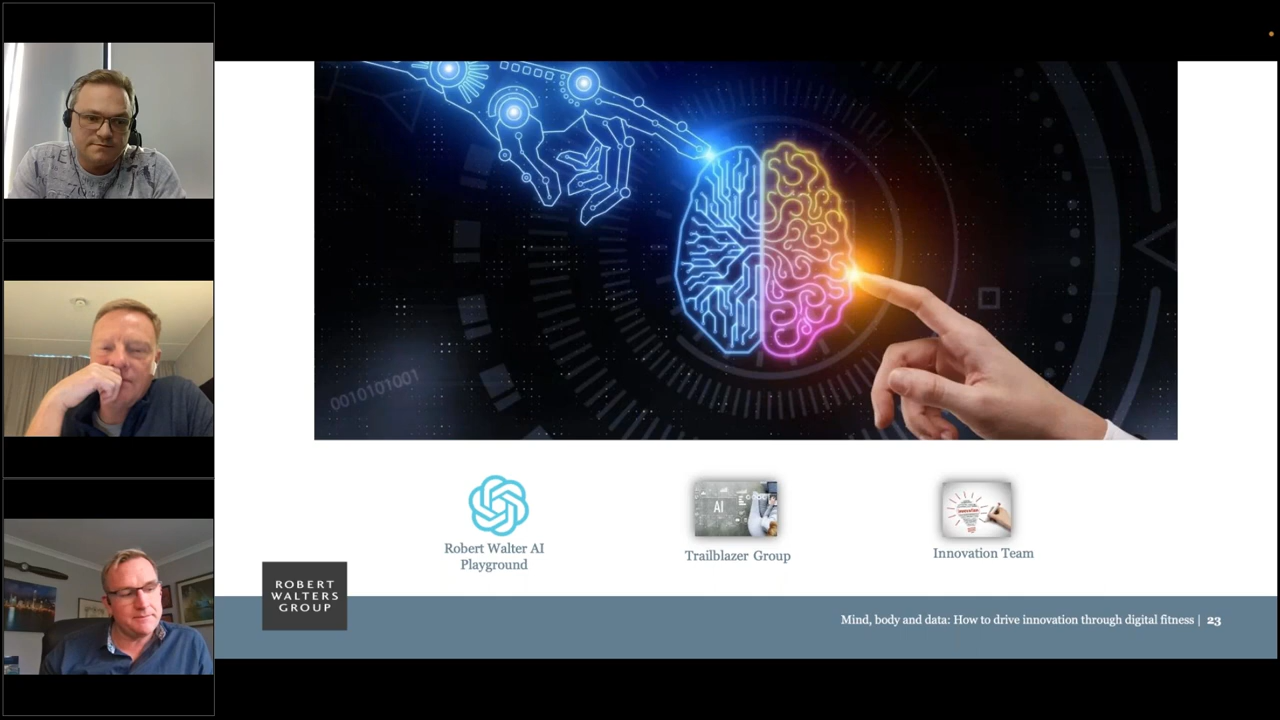 0010101001
AI
innovation
Robert Walter AI
Playground
Trailblazer Group
Innovation Team
ROBERT
WALTERS
GROUP
Mind, body and data: How to drive innovation through digital fitness | 23